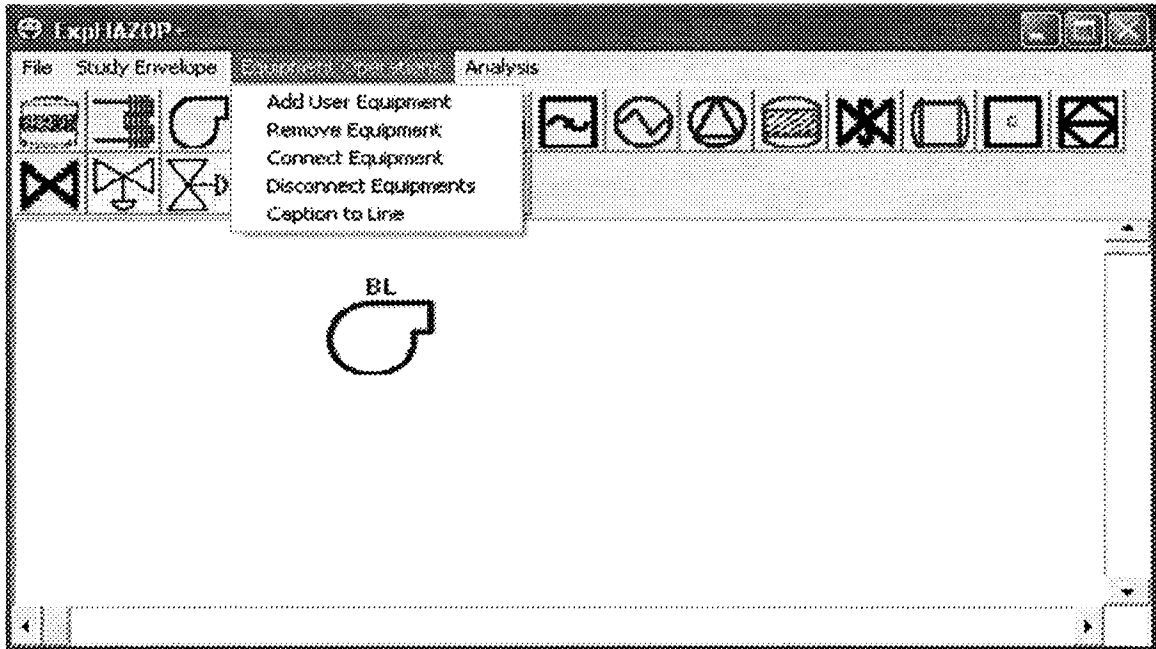 ExpHAZOP+
File Study Envelope Analysis
Add User Equipment
Remove Equipment
Connect Equipment
Disconnect Equipments
Caption to Line
BL